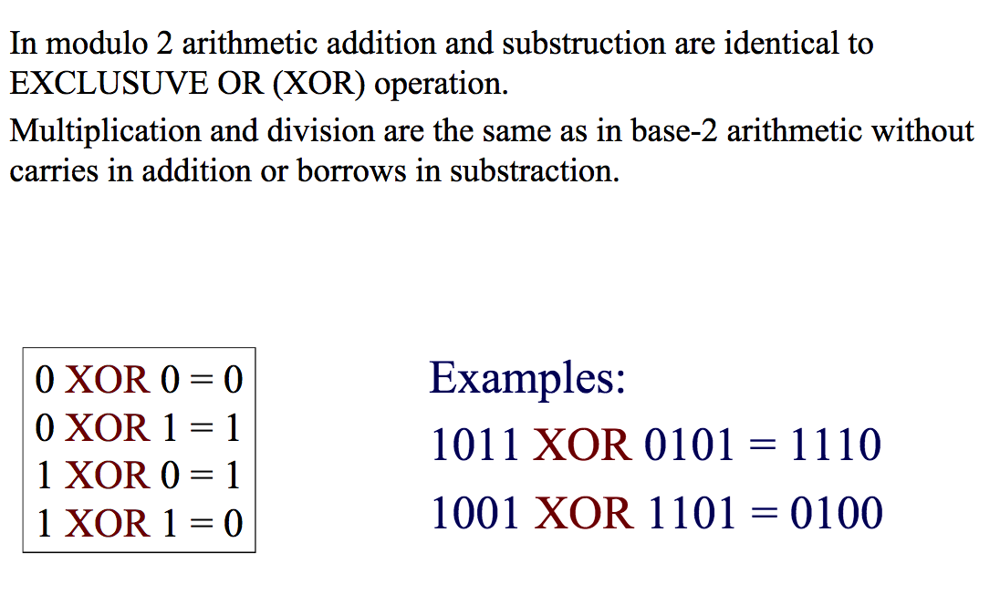 In modulo 2 arithmetic addition and substruction are identical to
EXCLUSUVE OR (XOR) operation.
Multiplication and division are the same as in base-2 arithmetic without
carries in addition or borrows in substraction.
0 XOR 0 = 0
0 XOR 1 = 1
1 XOR 0 = 1
1 XOR 1 = 0
Examples:
1011 XOR 0101 = 1110
1001 XOR 1101 = 0100